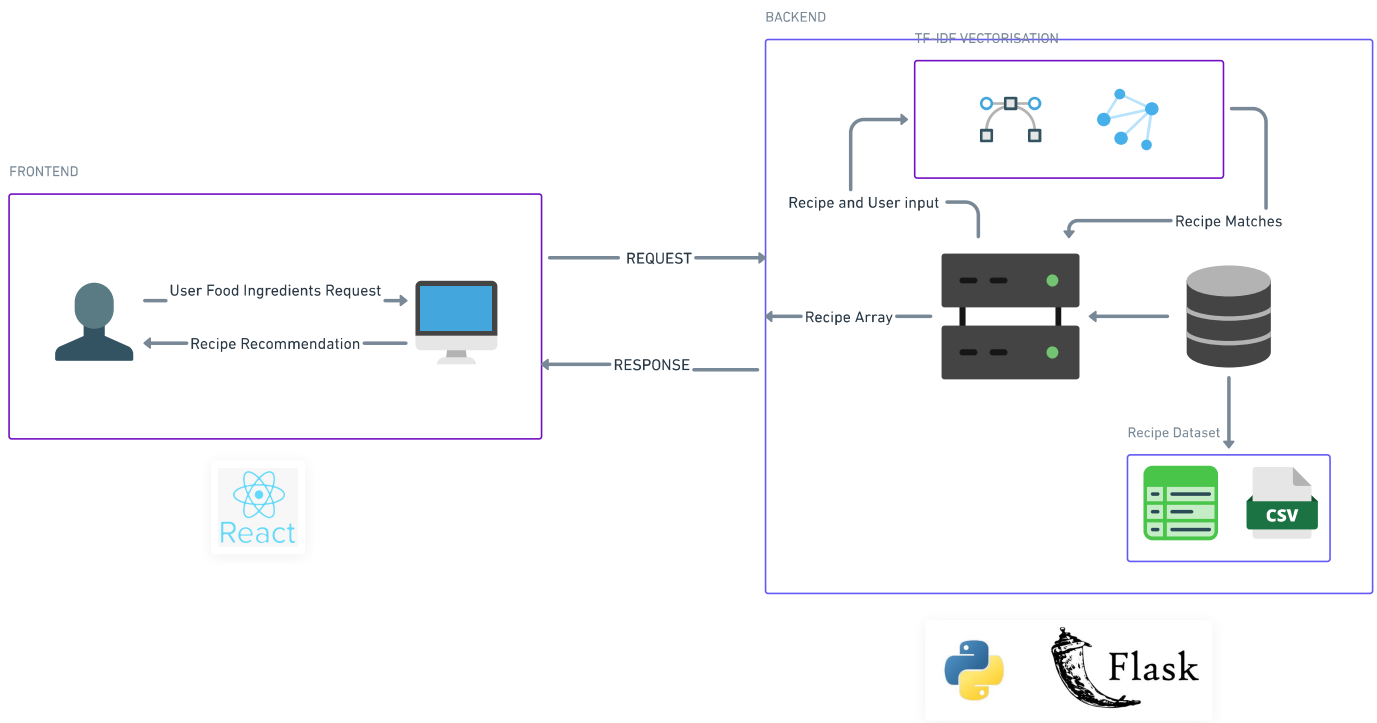 BACKEND
TF-IDF VECTORISATION
FRONTEND
Recipe and User input
Recipe Matches
REQUEST
User Food Ingredients Request
Recipe Array
Recipe Recommendation
RESPONSE
Recipe Dataset
CSV
React
Flask